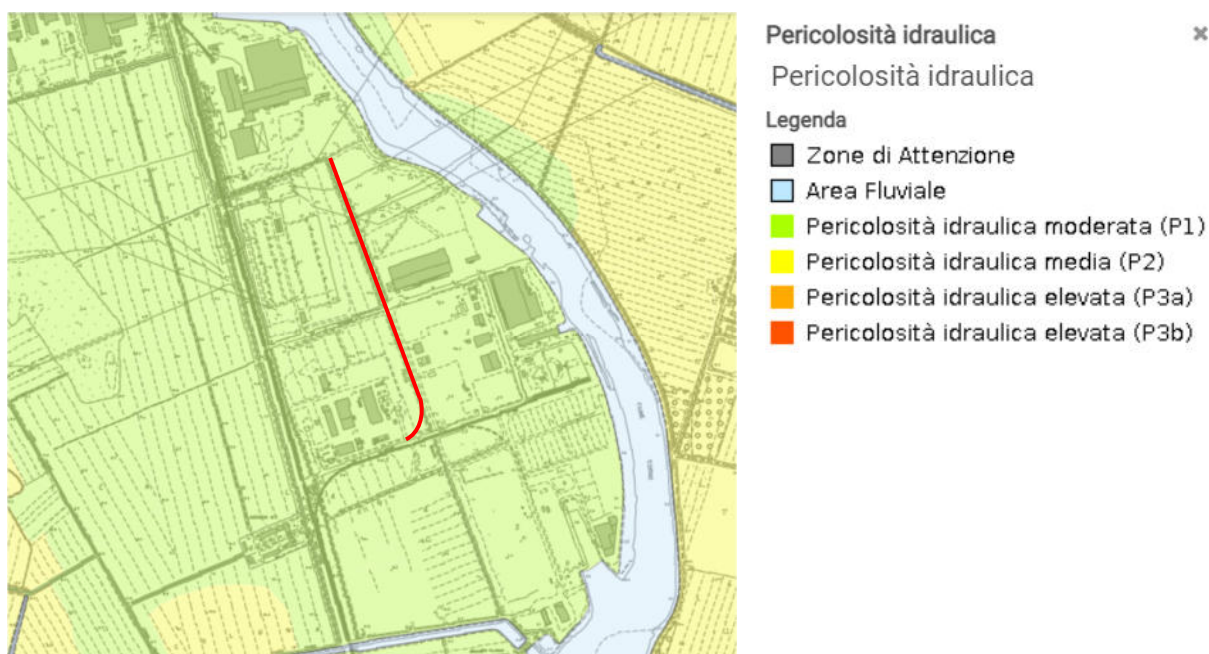 Pericolosità idraulica
Pericolosità idraulica
Legenda
Zone di Attenzione
Area Fluviale
Pericolosità idraulica moderata (P1)
Pericolosità idraulica media (P2)
Pericolosità idraulica elevata (P3a)
Pericolosità idraulica elevata (P3b)